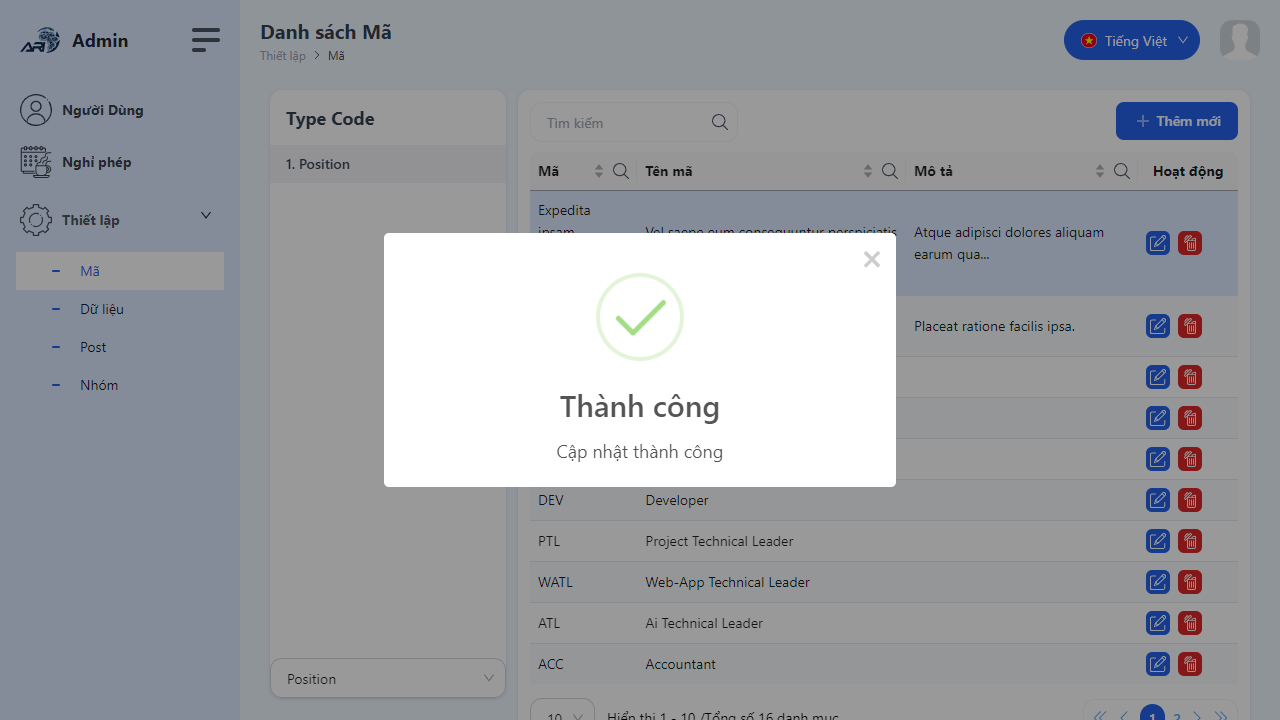 Admin
Người Dùng
Nghỉ phép
Thiết lập
Mã
Dữ liệu
Post
Nhóm
Danh sách Mã
Thiết lập > Mã
Tiếng Việt
Type Code
1. Position
Position
Tìm kiếm
Thêm mới
Mã Tên mã Mô tả Hoạt động
Expedita
ipsam
Vel saepe eum consequuntur perspiciatis
Atque adipisci dolores aliquam
earum qua...
Placeat ratione facilis ipsa.
Thành công
Cập nhật thành công
DEV Developer
PTL Project Technical Leader
WATL Web-App Technical Leader
ATL Ai Technical Leader
ACC Accountant
10 Hiển thị 1 - 10 /Tổng số 16 danh mục
1 2